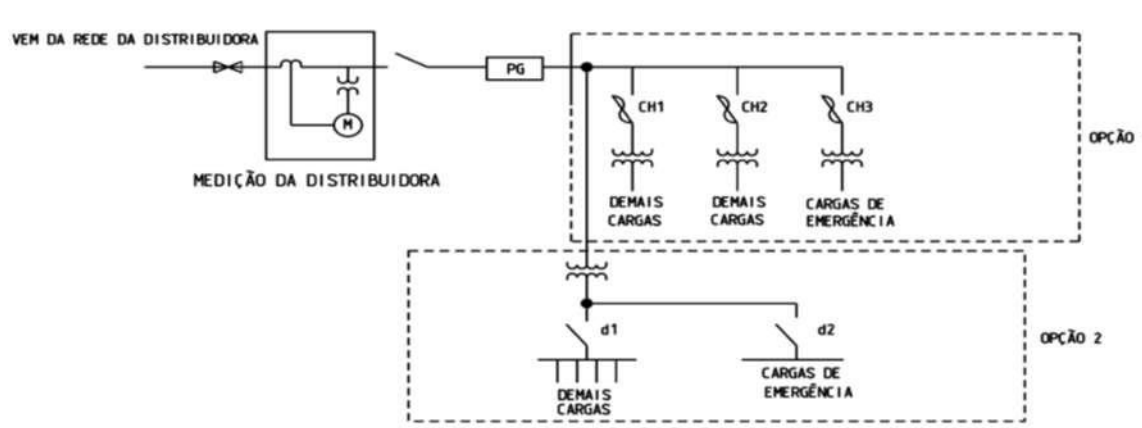 VEM DA REDE DA DISTRIBUIDORA
M
MEDIÇÃO DA DISTRIBUIDORA
PG
CH1
CH2
CH3
DEMAIS
CARGAS
DEMAIS
CARGAS
CARGAS DE
EMERGÊNCIA
OPÇÃO
d1
d2
DEMAIS
CARGAS
CARGAS DE
EMERGÊNCIA
OPÇÃO 2